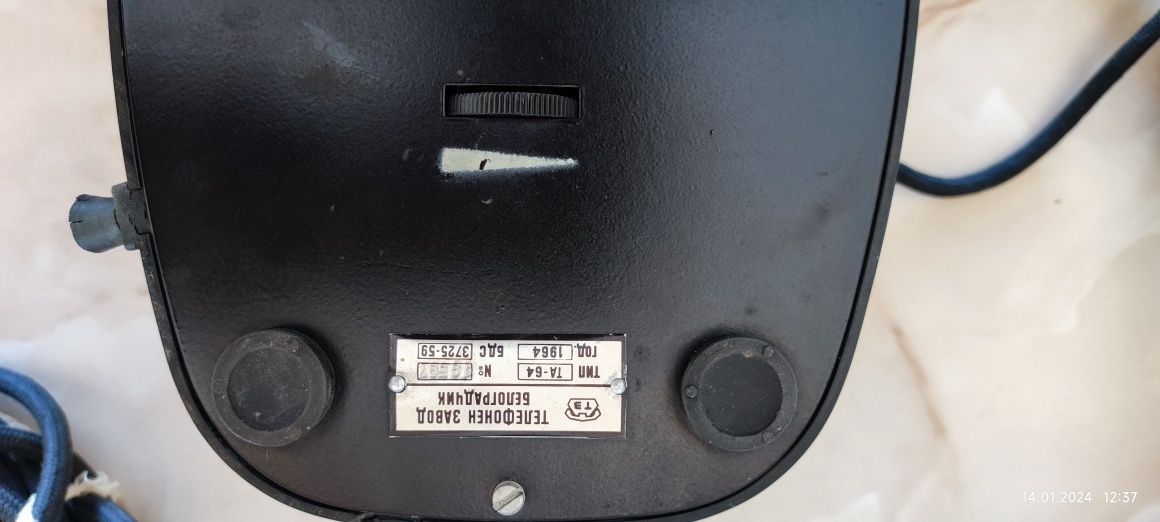 ТЕЛЕФОНЕН ЗАВОД
БЕЛОГРАДЧИК
ТЗ
ТИП ТА-64 №
ГОД. 1964 БДС 3725-59
14.01.2024 12:37